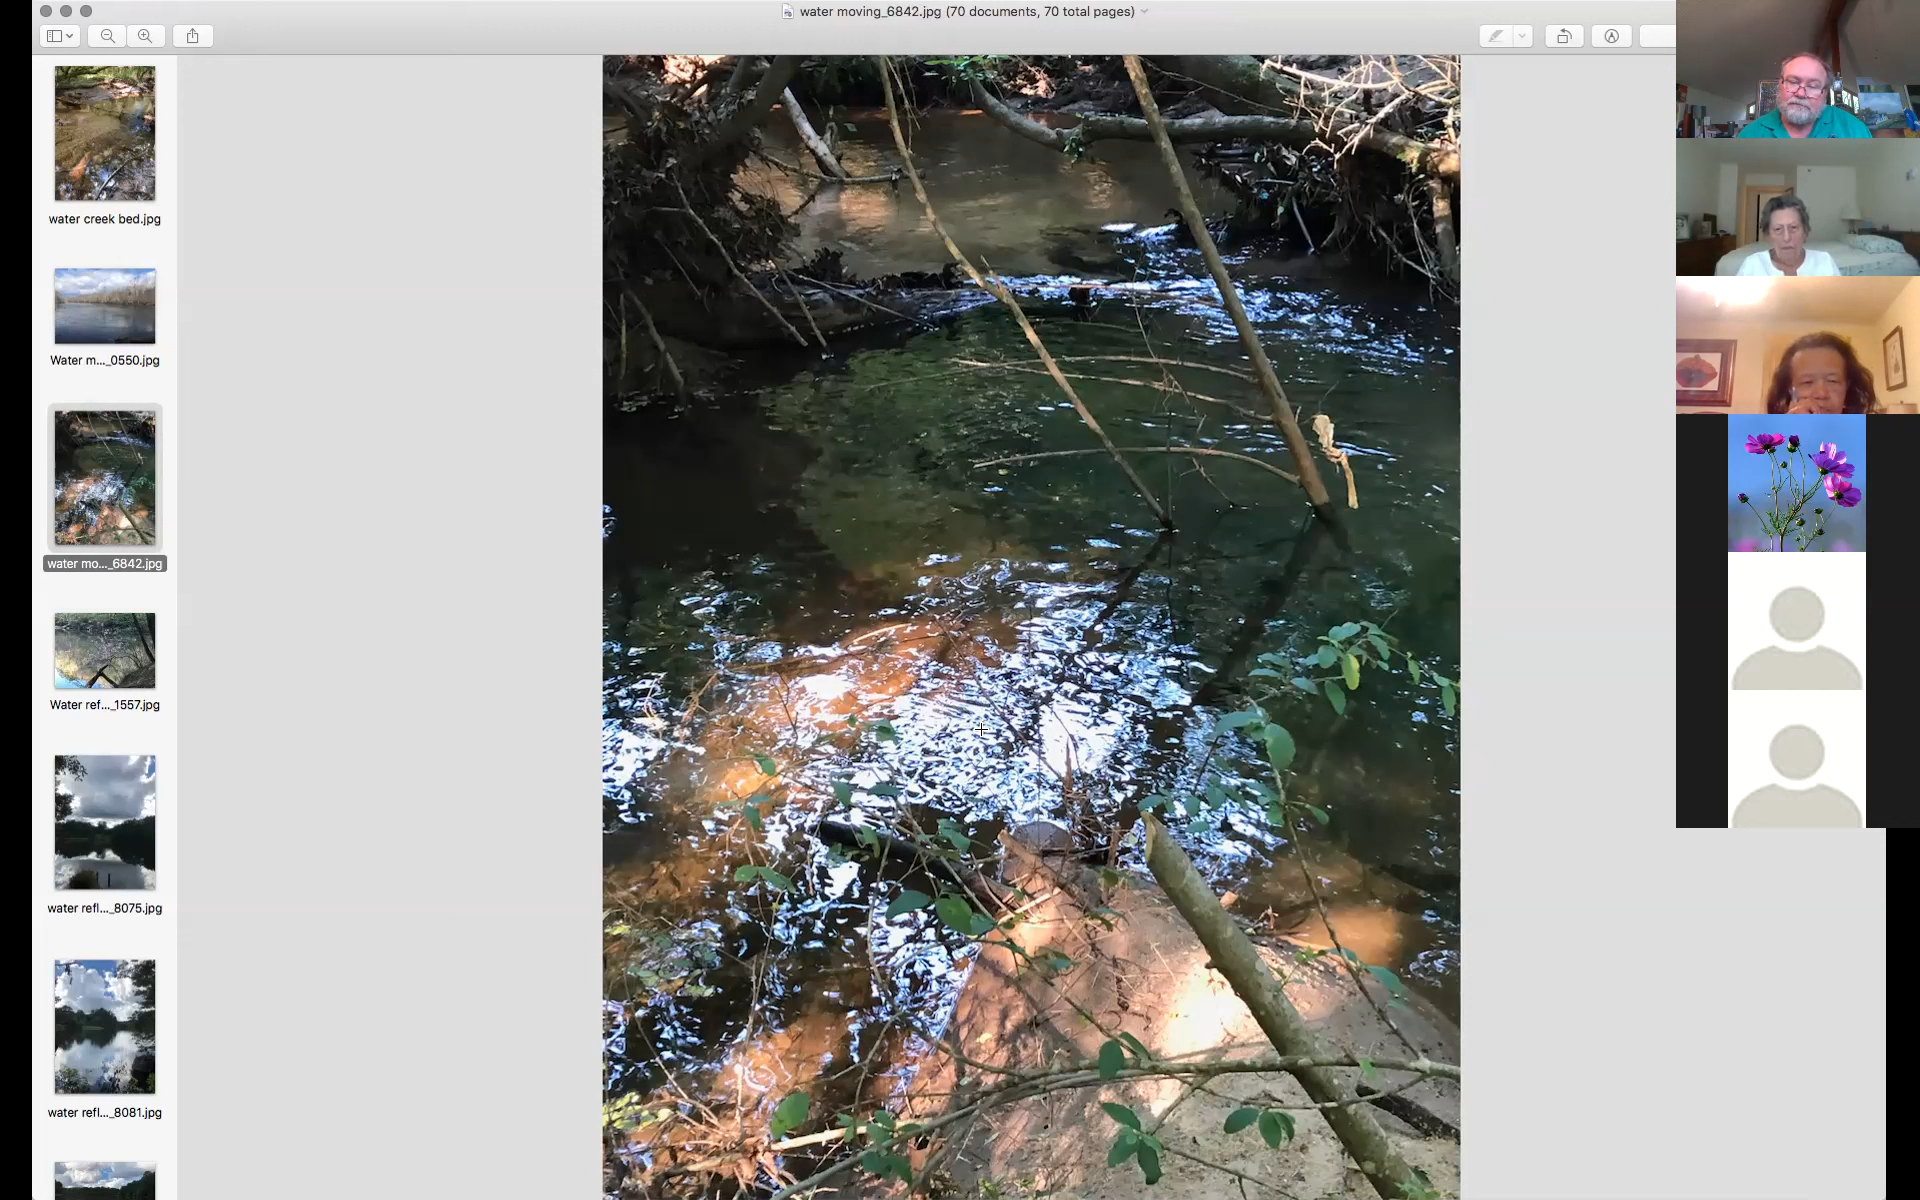 water moving_6842.jpg (70 documents, 70 total pages)
water creek bed.jpg
Water m..._0550.jpg
water mo..._6842.jpg
Water ref..._1557.jpg
water refl..._8075.jpg
water refl..._8081.jpg